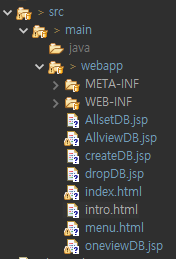 > src
> main
java
> webapp
> META-INF
> WEB-INF
AllsetDB.jsp
AllviewDB.jsp
createDB.jsp
dropDB.jsp
index.html
intro.html
menu.html
oneviewDB.jsp